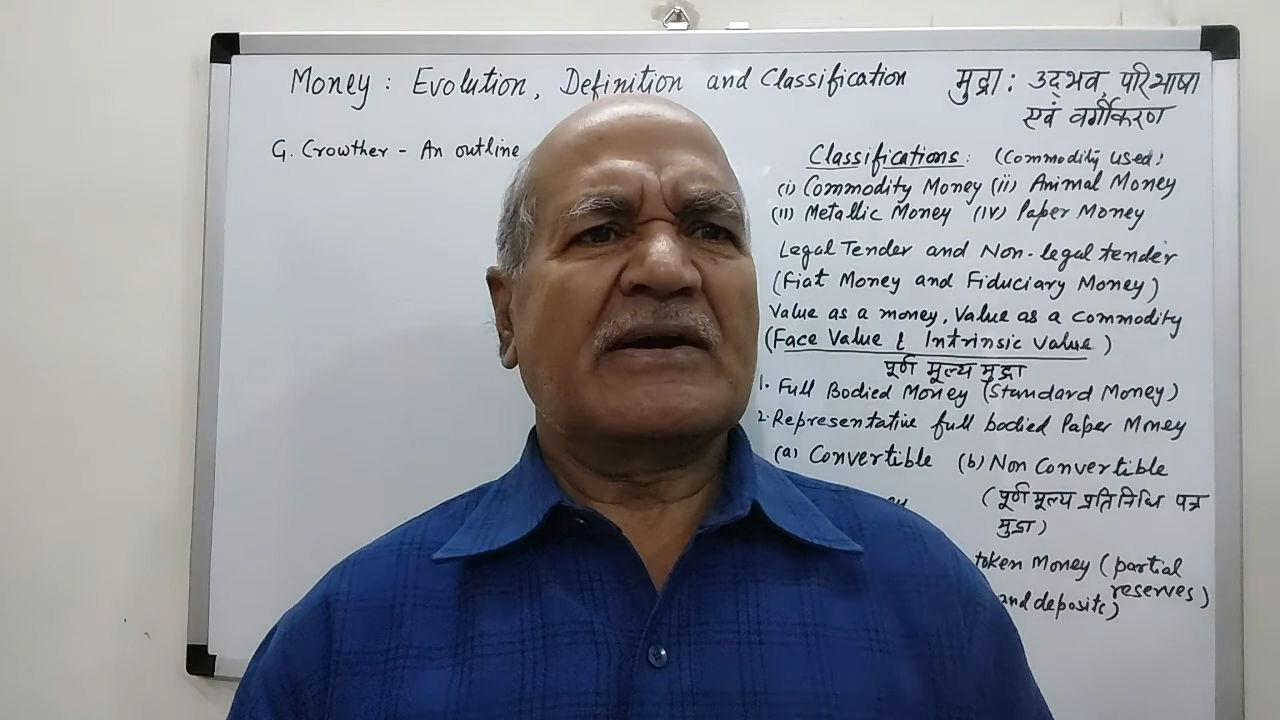 Money : Evolution, Definition and Classification
मुद्रा : उद्भव, परिभाषा
एवं वर्गीकरण
G. Crowther - An outline
Classifications : (Commodity used)
(i) Commodity Money (ii) Animal Money
(ii) Metallic Money (iv) Paper Money
Legal Tender and Non-legal tender
(Fiat Money and Fiduciary Money)
Value as a money, Value as a commodity
(Face Value & Intrinsic value)
पूर्ण मूल्य मुद्रा
1. Full Bodied Money (Standard Money)
2. Representative full bodied Paper Money
(a) Convertible (b) Non Convertible
(पूर्ण मूल्य प्रतिनिधि पत्र
मुद्रा)
token Money (partial
reserves)
and deposits)